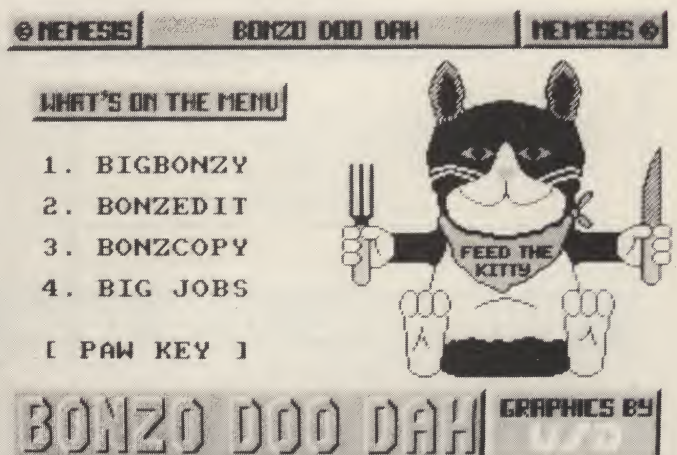 © NEMESIS
BONZO DOO DAH
NEMESIS ©
WHAT'S ON THE MENU
1. BIGBONZY
2. BONZEDIT
3. BONZCOPY
4. BIG JOBS
[ PAW KEY ]
FEED THE
KITTY
BONZO DOO DAH
GRAPHICS BY